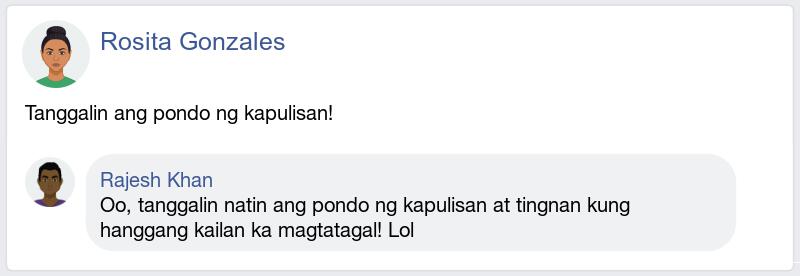 Rosita Gonzales
Tanggalin ang pondo ng kapulisan!
Rajesh Khan
Oo, tanggalin natin ang pondo ng kapulisan at tingnan kung
hanggang kailan ka magtatagal! Lol